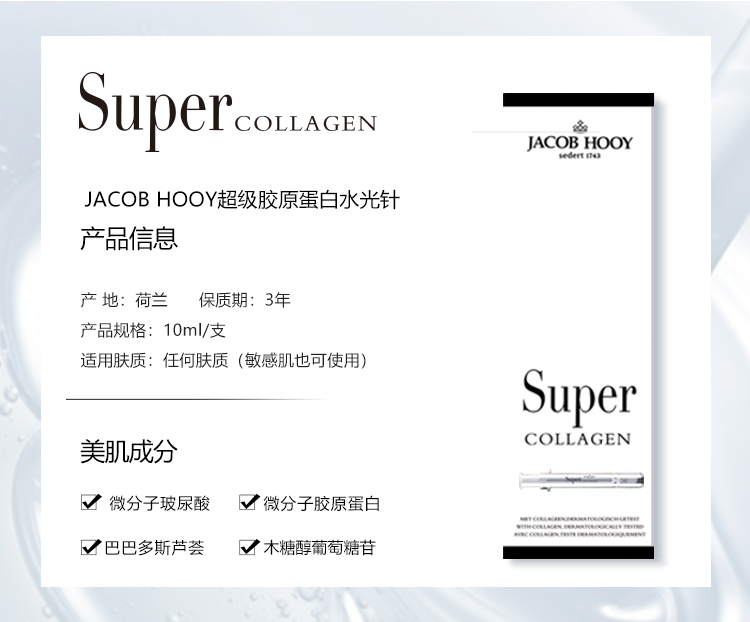 Super COLLAGEN
JACOB HOOY超级胶原蛋白水光针
产品信息
产 地：荷兰 保质期：3年
产品规格：10ml/支
适用肤质：任何肤质（敏感肌也可使用）
美肌成分
微分子玻尿酸 微分子胶原蛋白
巴巴多斯芦荟 木糖醇葡萄糖苷
JACOB HOOY
sedert 1743
Super
COLLAGEN
Super
MET COLLAGEEN,DERMATOLOGISCH GETEST
WITH COLLAGEN, DERMATOLOGICALLY TESTED
AVEC COLLAGEN,TESTE DERMATOLOGIQUEMENT